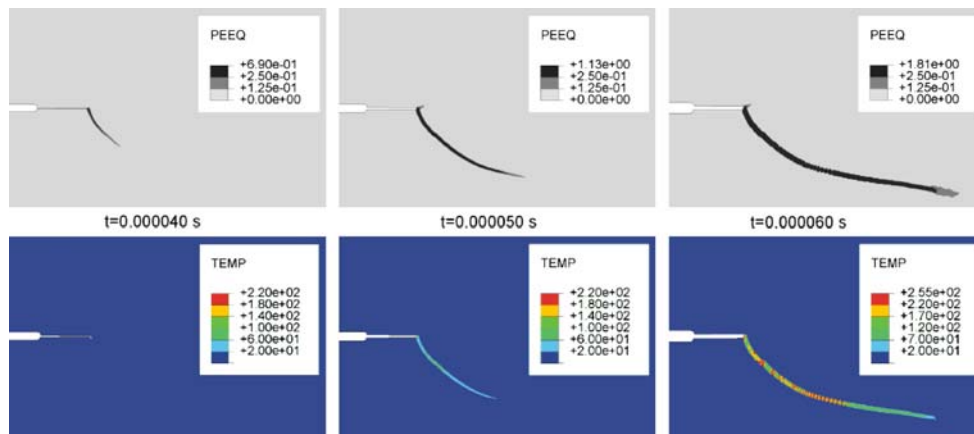 PEEQ
+6.90e-01
+2.50e-01
+1.25e-01
+0.00e+00
PEEQ
+1.13e+00
+2.50e-01
+1.25e-01
+0.00e+00
PEEQ
+1.81e+00
+2.50e-01
+1.25e-01
+0.00e+00
t=0.000040 s
t=0.000050 s
t=0.000060 s
TEMP
+2.20e+02
+1.80e+02
+1.40e+02
+1.00e+02
+6.00e+01
+2.00e+01
TEMP
+2.20e+02
+1.80e+02
+1.40e+02
+1.00e+02
+6.00e+01
+2.00e+01
TEMP
+2.55e+02
+2.20e+02
+1.70e+02
+1.20e+02
+7.00e+01
+2.00e+01